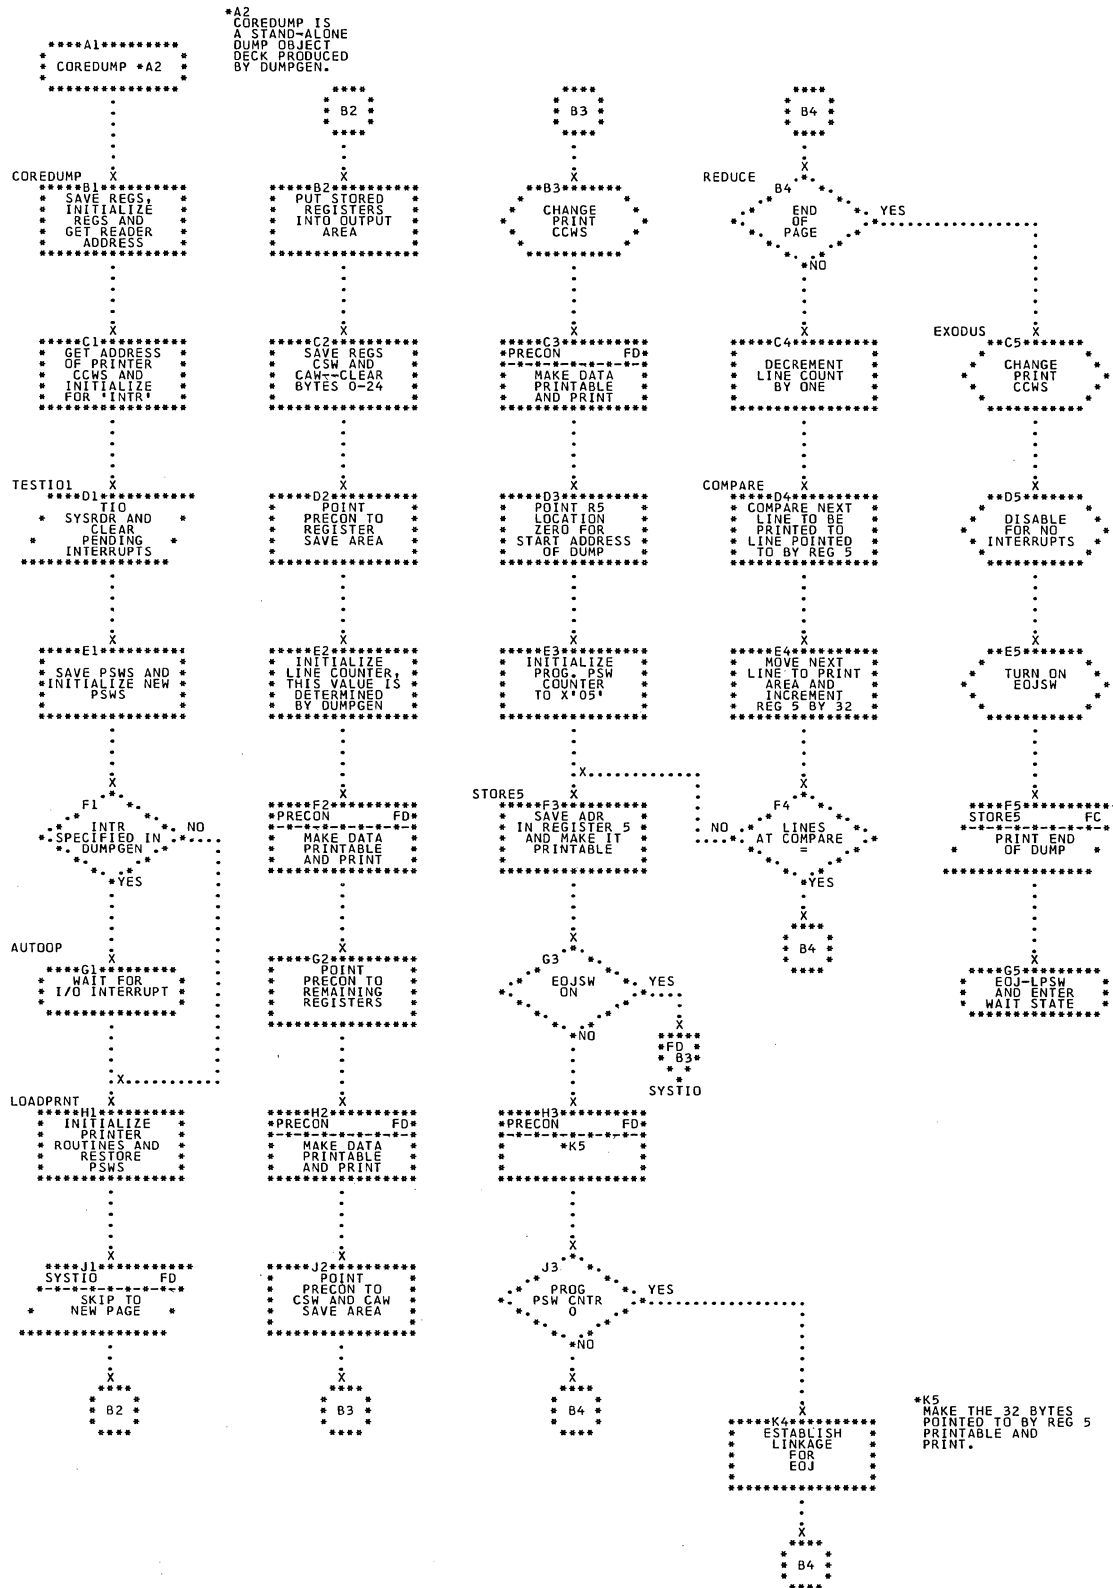 *A2
COREDUMP IS
A STAND-ALONE
DUMP OBJECT
DECK PRODUCED
BY DUMPGEN.
A1
COREDUMP *A2
COREDUMP
B1
SAVE REGS,
INITIALIZE
REGS AND
GET READER
ADDRESS
C1
GET ADDRESS
OF PRINTER
CCWS AND
INITIALIZE
FOR 'INTR'
TESTIO1
D1
TIO
SYSRDR AND
CLEAR
PENDING
INTERRUPTS
E1
SAVE PSWS AND
INITIALIZE NEW
PSWS
F1
INTR
SPECIFIED IN
DUMPGEN
NO
YES
AUTOOP
G1
WAIT FOR
I/O INTERRUPT
LOADPRNT
H1
INITIALIZE
PRINTER
ROUTINES AND
RESTORE
PSWS
J1
SYSTIO FD
SKIP TO
NEW PAGE
B2
B2
B2
PUT STORED
REGISTERS
INTO OUTPUT
AREA
C2
SAVE REGS
CSW AND
CAW--CLEAR
BYTES 0-24
D2
POINT
PRECON TO
REGISTER
SAVE AREA
E2
INITIALIZE
LINE COUNTER,
THIS VALUE IS
DETERMINED
BY DUMPGEN
F2
PRECON FD
MAKE DATA
PRINTABLE
AND PRINT
G2
POINT
PRECON TO
REMAINING
REGISTERS
H2
PRECON FD
MAKE DATA
PRINTABLE
AND PRINT
J2
POINT
PRECON TO
CSW AND CAW
SAVE AREA
B3
B3
B3
CHANGE
PRINT
CCWS
C3
PRECON FD
MAKE DATA
PRINTABLE
AND PRINT
D3
POINT R5
LOCATION
ZERO FOR
START ADDRESS
OF DUMP
E3
INITIALIZE
PROG. PSW
COUNTER
TO X'05'
STORE5
F3
SAVE ADR
IN REGISTER 5
AND MAKE IT
PRINTABLE
G3
EOJSW
ON
YES
NO
FD
B3
SYSTIO
H3
PRECON FD
*K5
J3
PROG
PSW CNTR
0
YES
NO
B4
B4
REDUCE
B4
END
OF
PAGE
YES
NO
C4
DECREMENT
LINE COUNT
BY ONE
COMPARE
D4
COMPARE NEXT
LINE TO BE
PRINTED TO
LINE POINTED
TO BY REG 5
E4
MOVE NEXT
LINE TO PRINT
AREA AND
INCREMENT
REG 5 BY 32
F4
LINES
AT COMPARE
=
NO
YES
B4
K4
ESTABLISH
LINKAGE
FOR
EOJ
B4
EXODUS
C5
CHANGE
PRINT
CCWS
D5
DISABLE
FOR NO
INTERRUPTS
E5
TURN ON
EOJSW
F5
STORE5 FC
PRINT END
OF DUMP
G5
EOJ-LPSW
AND ENTER
WAIT STATE
*K5
MAKE THE 32 BYTES
POINTED TO BY REG 5
PRINTABLE AND
PRINT.